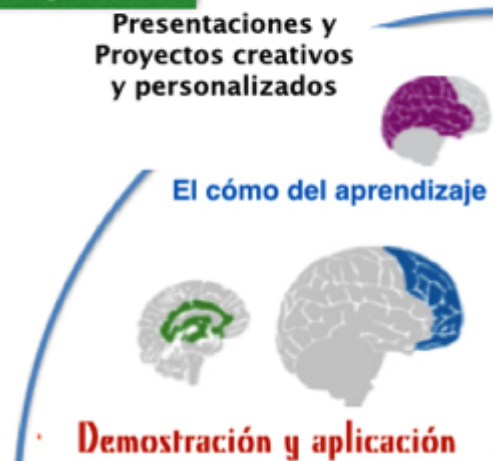 Presentaciones y
Proyectos creativos
y personalizados
El cómo del aprendizaje
Demostración y aplicación